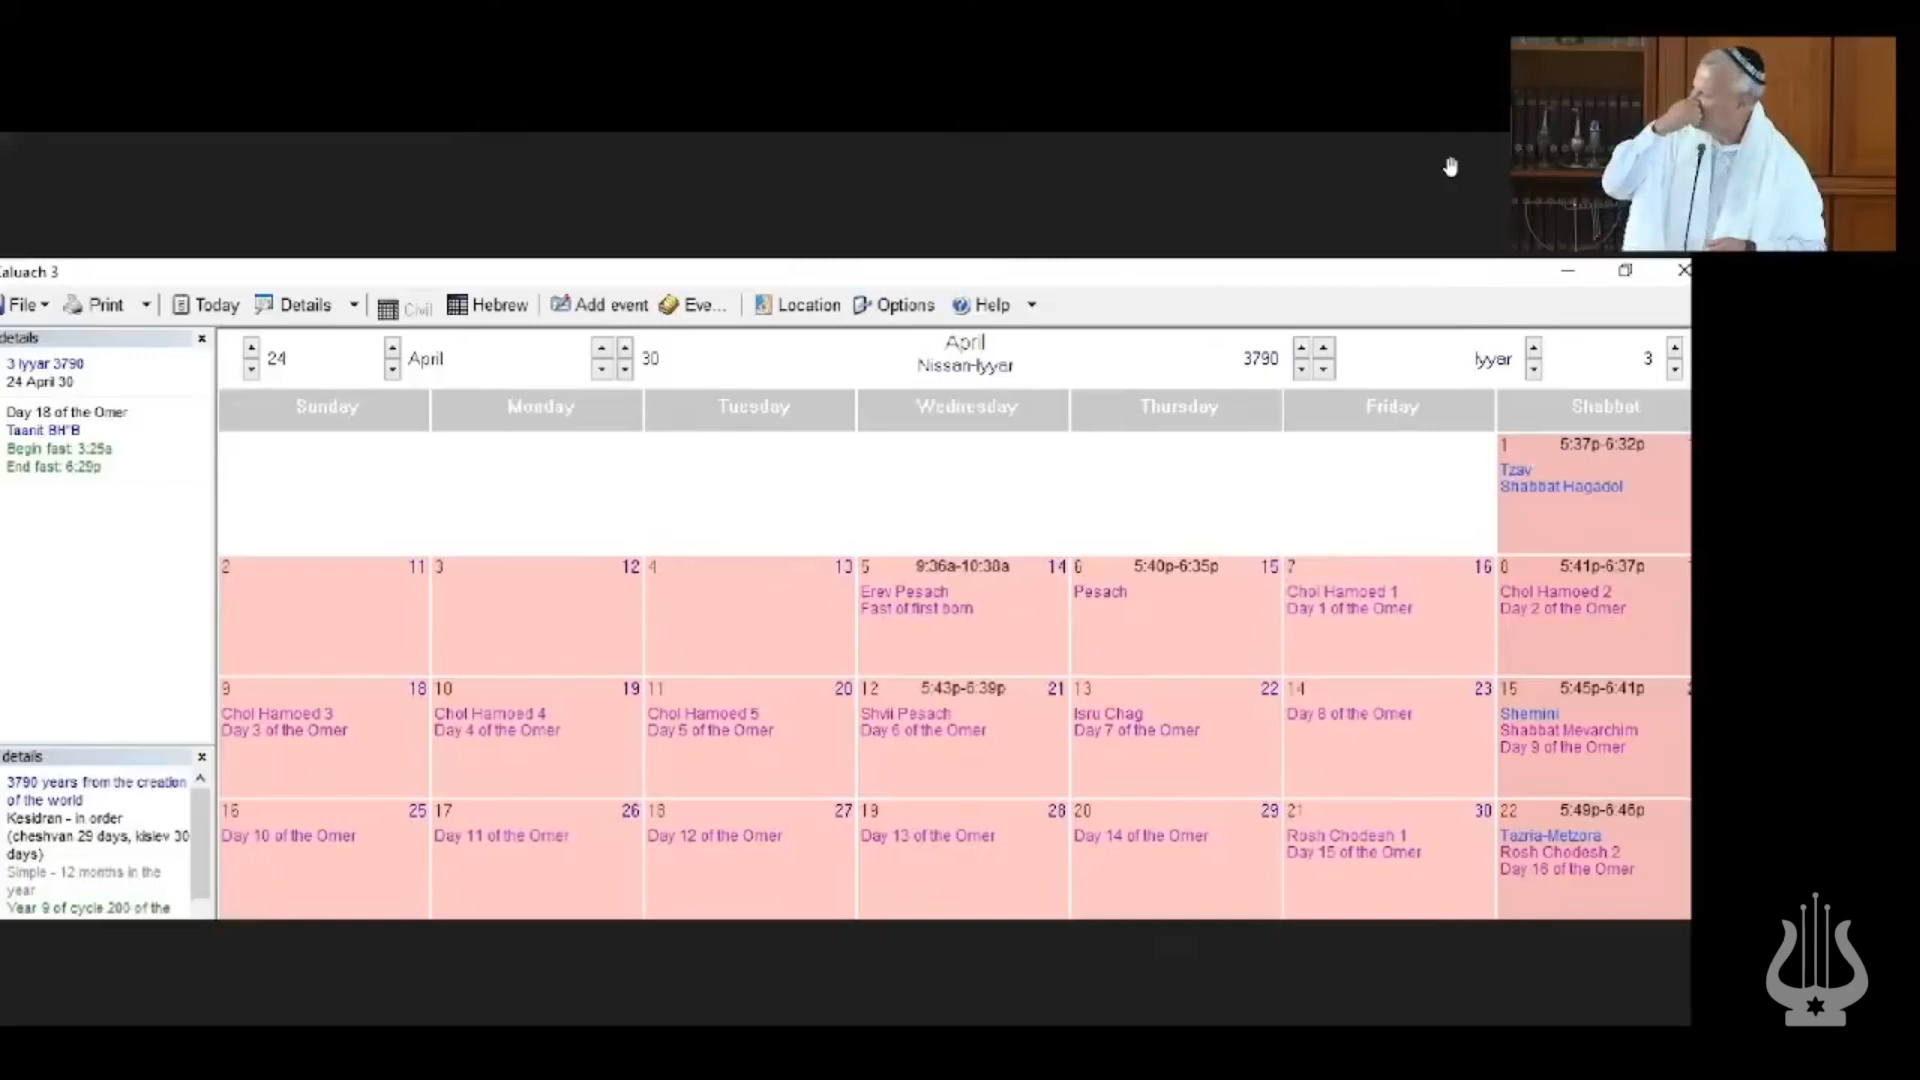 aluach 3
File Print Today Details Civil Hebrew Add event Eve... Location Options Help
details
3 Iyyar 3790
24 April 30
Day 18 of the Omer
Taanit BH"B
Begin fast: 3:25a
End fast: 6:29p
24 April 30
April
Nissan-Iyyar
3790 Iyyar 3
Sunday Monday Tuesday Wednesday Thursday Friday Shabbat
1 5:37p-6:32p
Tzav
Shabbat Hagadol
2 11
3 12
4 13
5 9:36a-10:38a 14
Erev Pesach
Fast of first born
6 5:40p-6:35p 15
Pesach
7 16
Chol Hamoed 1
Day 1 of the Omer
8 5:41p-6:37p
Chol Hamoed 2
Day 2 of the Omer
9 18
Chol Hamoed 3
Day 3 of the Omer
10 19
Chol Hamoed 4
Day 4 of the Omer
11 20
Chol Hamoed 5
Day 5 of the Omer
12 5:43p-6:39p 21
Shvii Pesach
Day 6 of the Omer
13 22
Isru Chag
Day 7 of the Omer
14 23
Day 8 of the Omer
15 5:45p-6:41p
Shemini
Shabbat Mevarchim
Day 9 of the Omer
16 25
Day 10 of the Omer
17 26
Day 11 of the Omer
18 27
Day 12 of the Omer
19 28
Day 13 of the Omer
20 29
Day 14 of the Omer
21 30
Rosh Chodesh 1
Day 15 of the Omer
22 5:49p-6:46p
Tazria-Metzora
Rosh Chodesh 2
Day 16 of the Omer
details
3790 years from the creation
of the world
Kesidran - in order
(cheshvan 29 days, kislev 30
days)
Simple - 12 months in the
year
Year 9 of cycle 200 of the